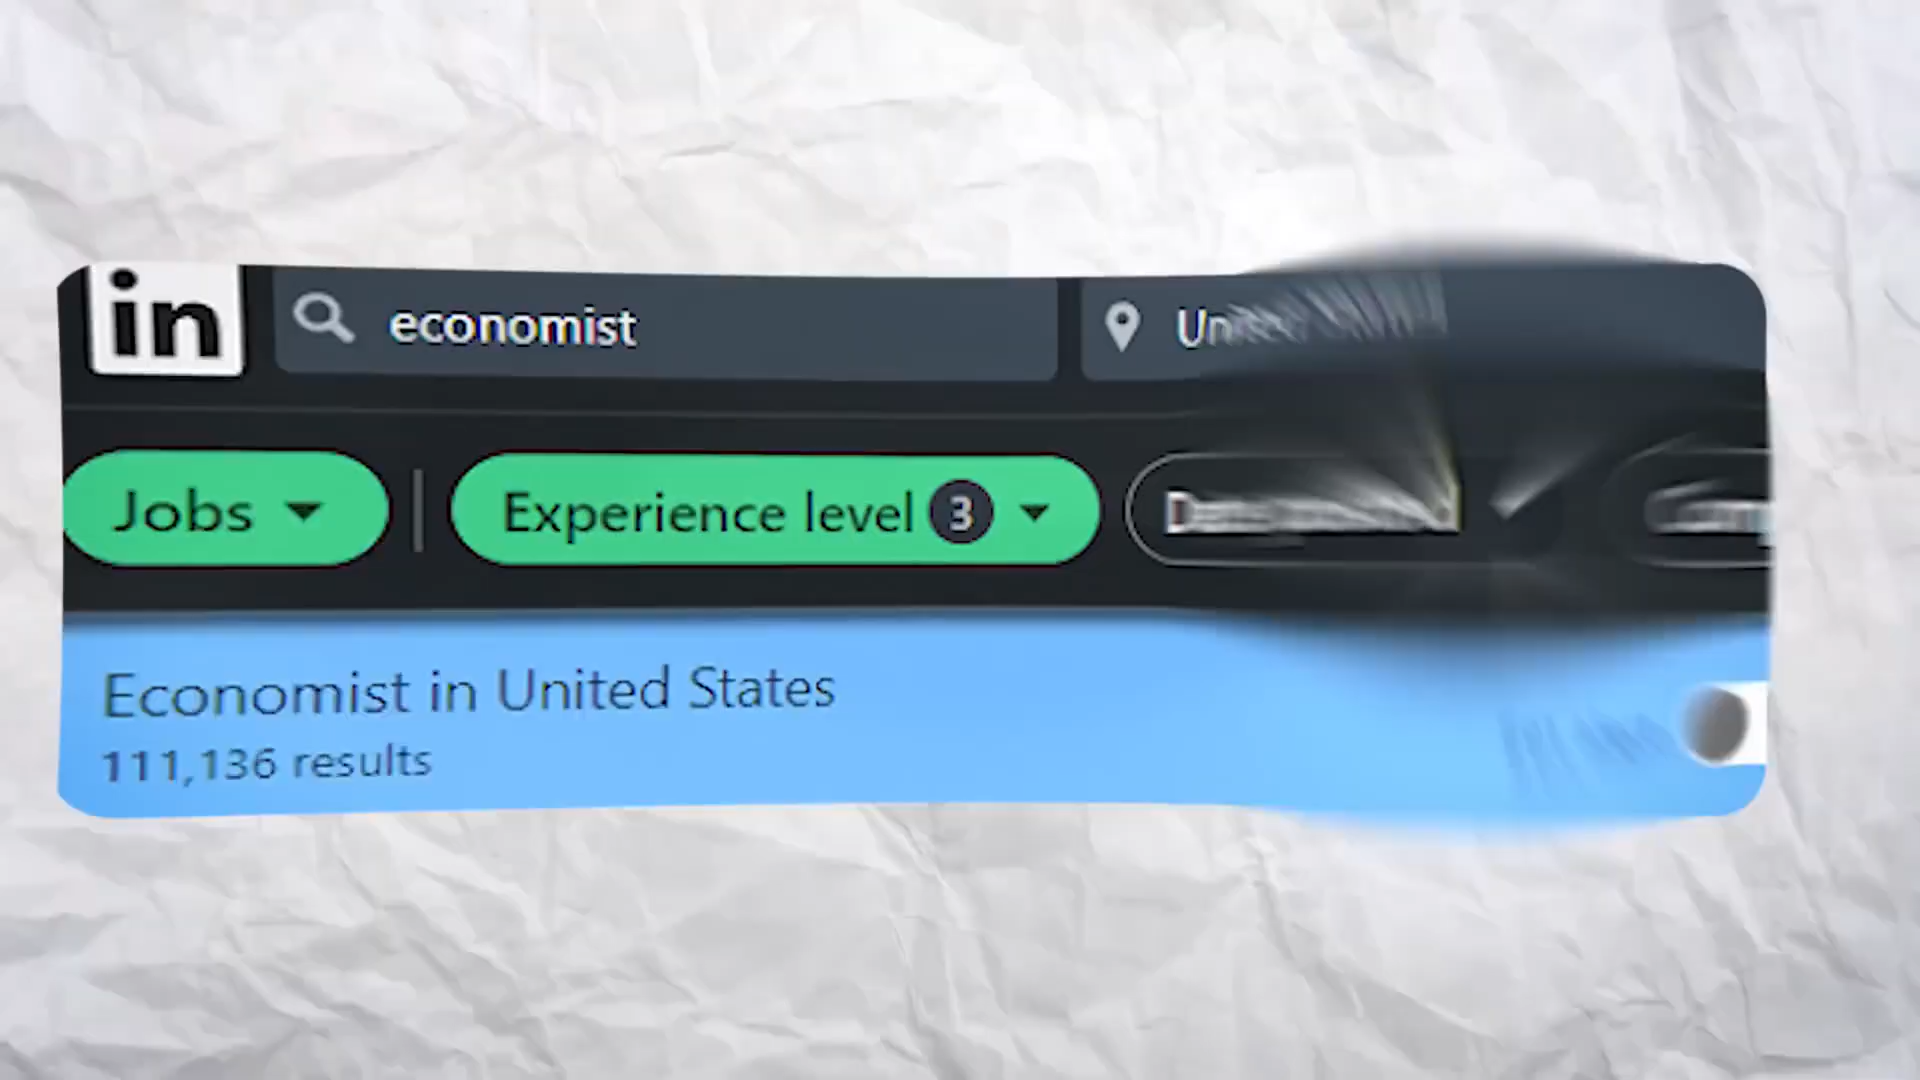 in economist
Jobs Experience level 3
Economist in United States
111,136 results